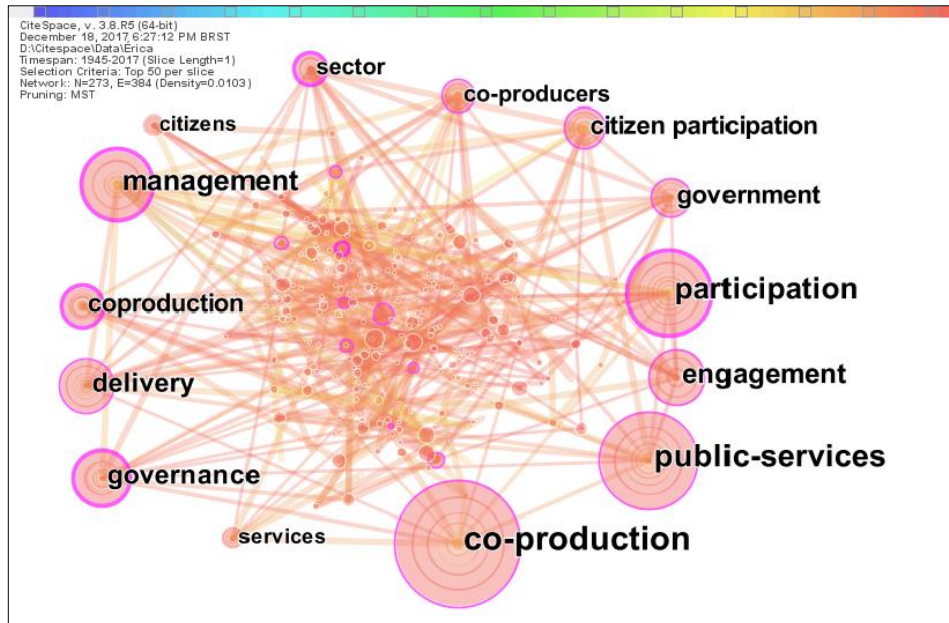 CiteSpace, v. 3.8.R5 (64-bit)
December 18, 2017 6:27:12 PM BRST
D:\Citespace\Data\Érica
Timespan: 1945-2017 (Slice Length=1)
Selection Criteria: Top 50 per slice
Network: N=273, E=384 (Density=0.0103)
Pruning: MST
sector
co-producers
citizens
citizen participation
management
government
participation
coproduction
engagement
delivery
public-services
governance
services
co-production